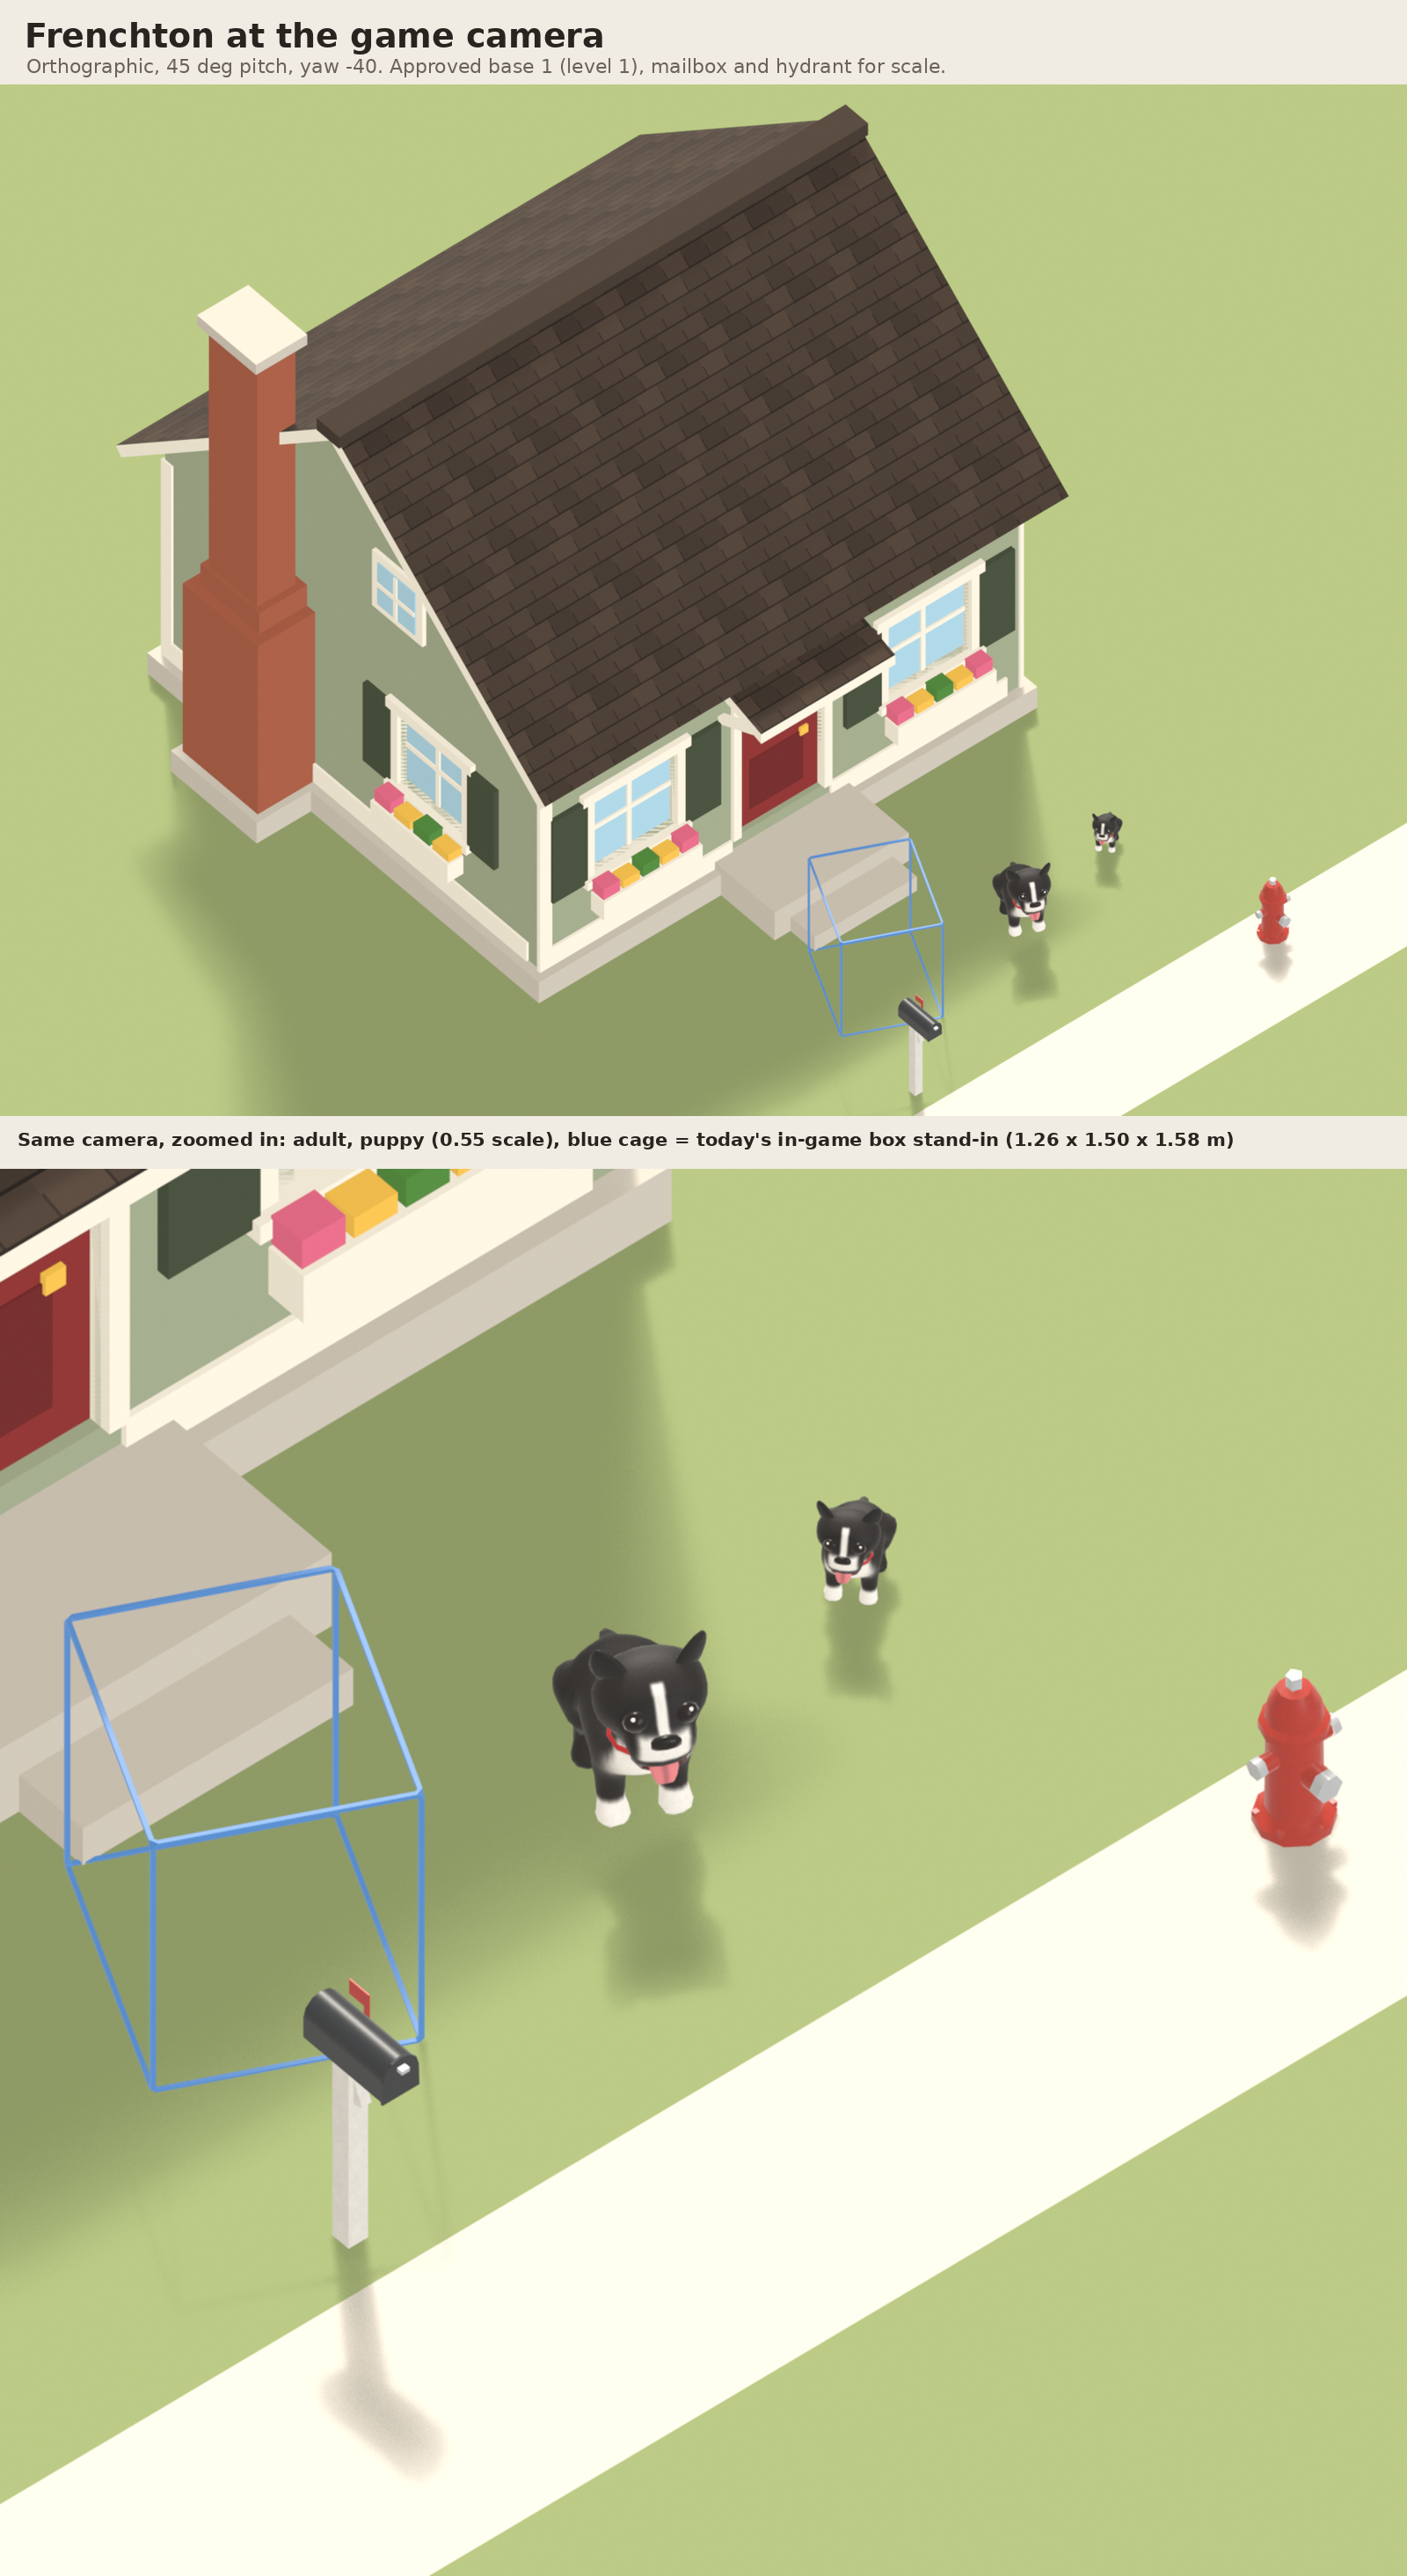 Frenchton at the game camera
Orthographic, 45 deg pitch, yaw -40. Approved base 1 (level 1), mailbox and hydrant for scale.
Same camera, zoomed in: adult, puppy (0.55 scale), blue cage = today's in-game box stand-in (1.26 x 1.50 x 1.58 m)